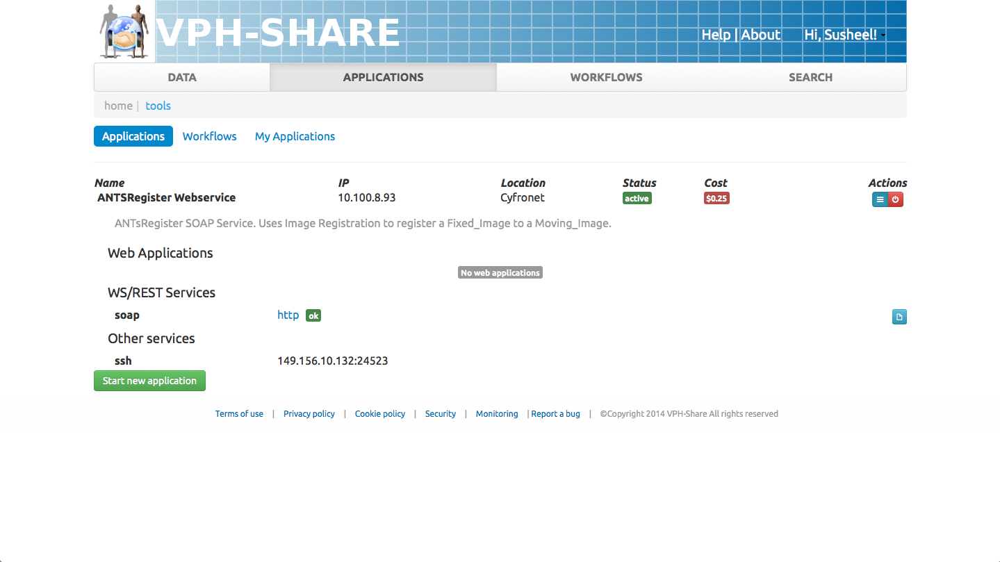 VPH-SHARE
Help | About Hi, Susheel!
DATA APPLICATIONS WORKFLOWS SEARCH
home | tools
Applications Workflows My Applications
Name IP Location Status Cost Actions
ANTSRegister Webservice 10.100.8.93 Cyfronet active $0.25
ANTsRegister SOAP Service. Uses Image Registration to register a Fixed_Image to a Moving_Image.
Web Applications
No web applications
WS/REST Services
soap http ok
Other services
ssh 149.156.10.132:24523
Start new application
Terms of use | Privacy policy | Cookie policy | Security | Monitoring | Report a bug | ©Copyright 2014 VPH-Share All rights reserved